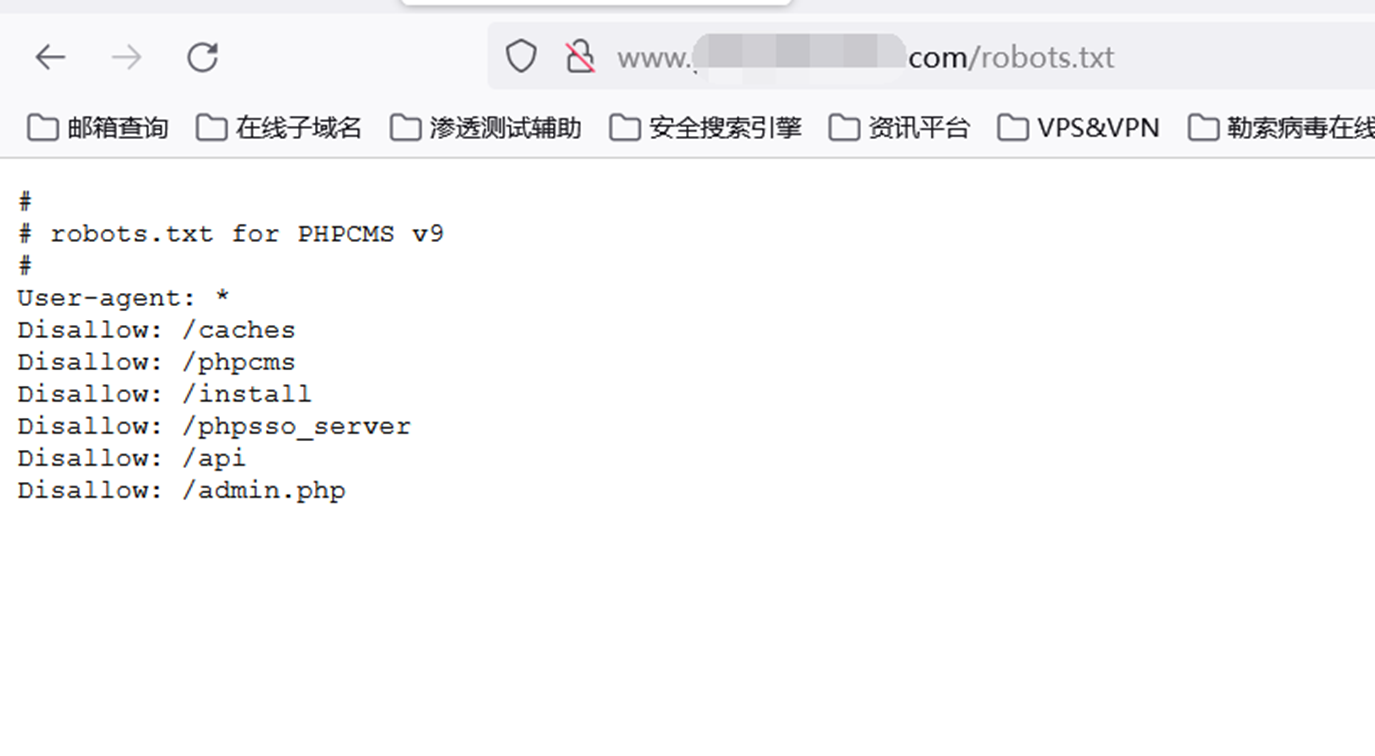 www. com/robots.txt
邮箱查询 在线子域名 渗透测试辅助 安全搜索引擎 资讯平台 VPS&VPN 勒索病毒在线
#
# robots.txt for PHPCMS v9
#
User-agent: *
Disallow: /caches
Disallow: /phpcms
Disallow: /install
Disallow: /phpsso_server
Disallow: /api
Disallow: /admin.php